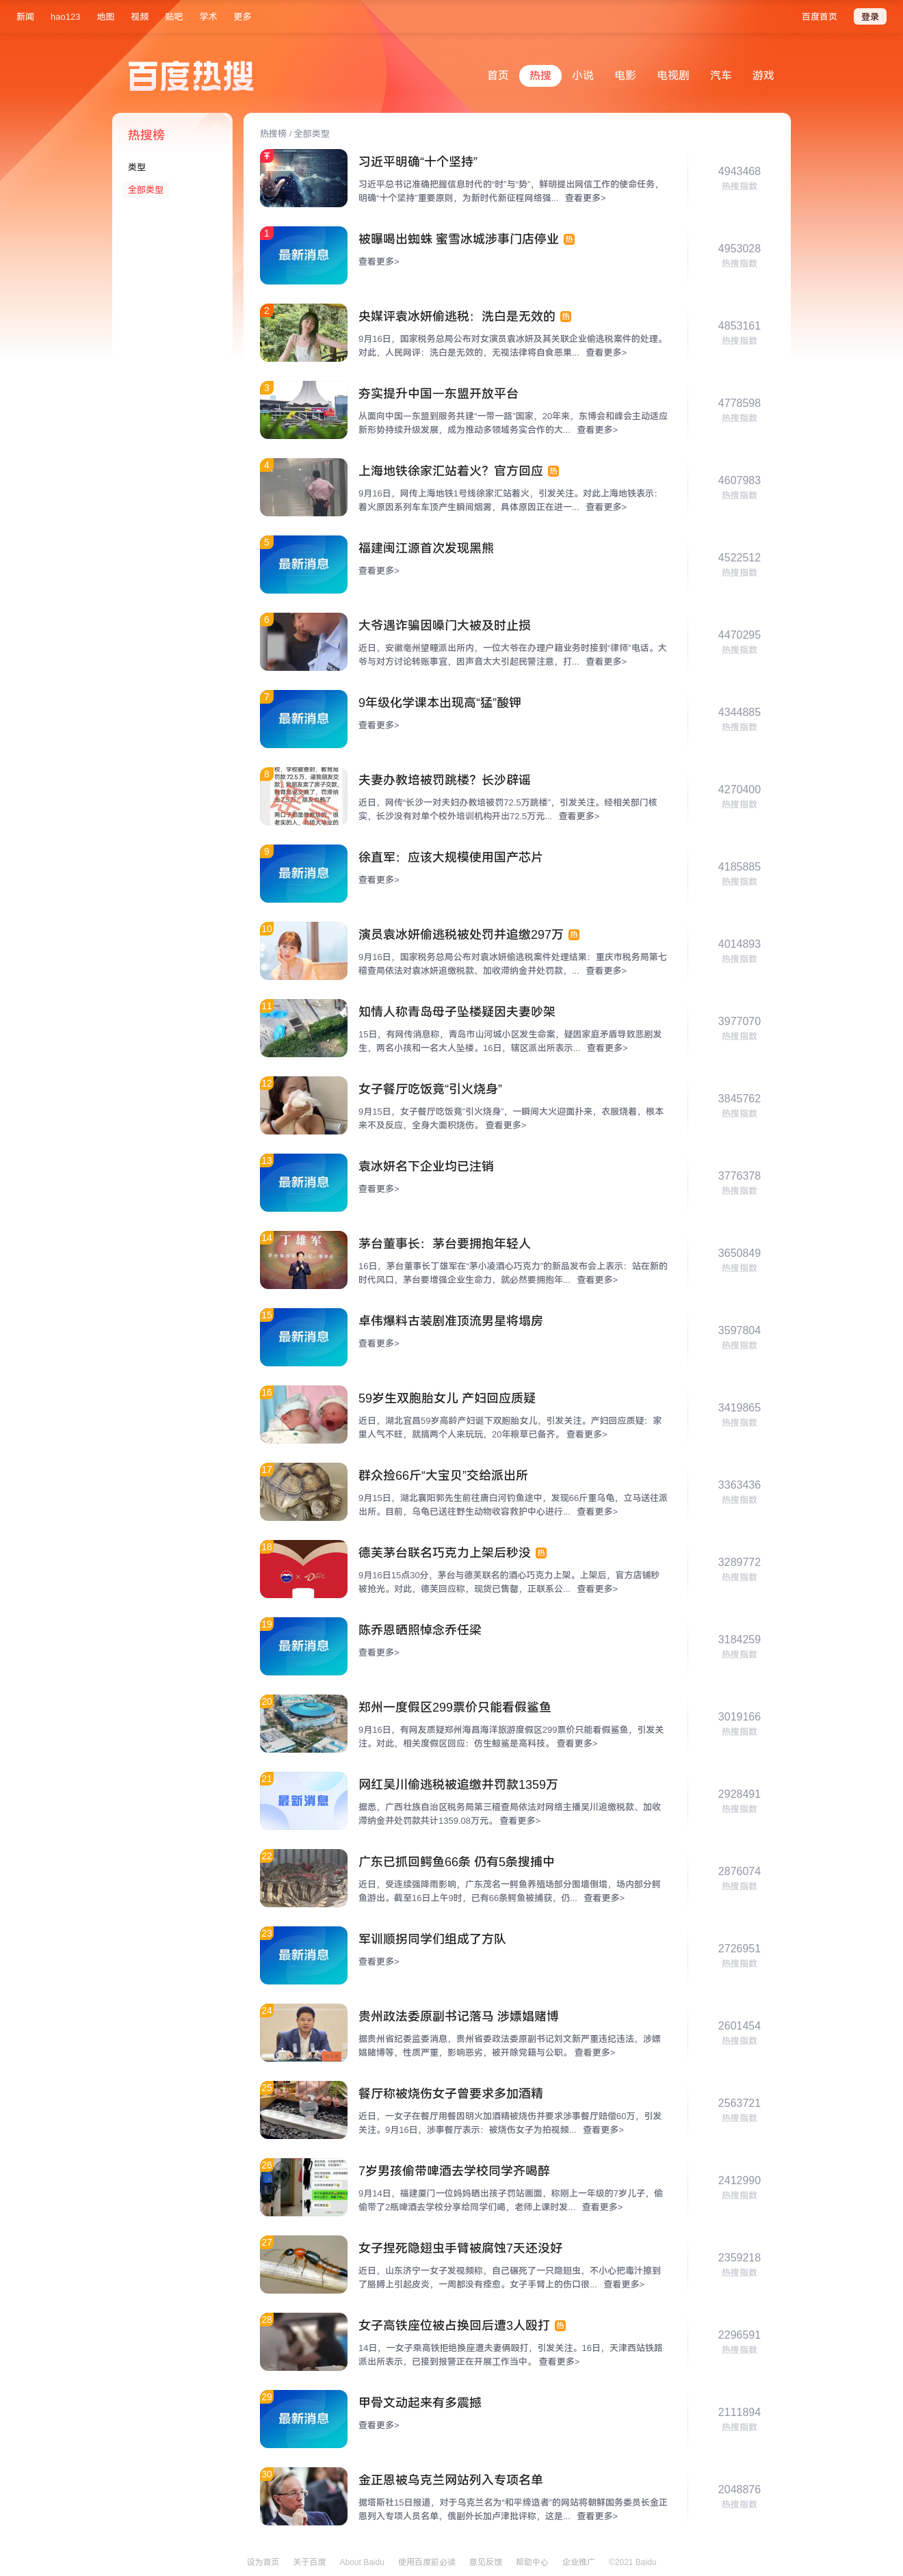 新闻 hao123 地图 视频 贴吧 学术 更多 百度首页 登录
百度热搜
首页 热搜 小说 电影 电视剧 汽车 游戏
热搜榜
类型
全部类型
热搜榜 / 全部类型
习近平明确“十个坚持”
习近平总书记准确把握信息时代的“时”与“势”，鲜明提出网信工作的使命任务，
明确“十个坚持”重要原则，为新时代新征程网络强... 查看更多>
4943468
热搜指数
1
最新消息
被曝喝出蜘蛛 蜜雪冰城涉事门店停业 热
查看更多>
4953028
热搜指数
2
央媒评袁冰妍偷逃税：洗白是无效的 热
9月16日，国家税务总局公布对女演员袁冰妍及其关联企业偷逃税案件的处理。
对此，人民网评：洗白是无效的，无视法律将自食恶果... 查看更多>
4853161
热搜指数
3
夯实提升中国—东盟开放平台
从面向中国—东盟到服务共建“一带一路”国家，20年来，东博会和峰会主动适应
新形势持续升级发展，成为推动多领域务实合作的大... 查看更多>
4778598
热搜指数
4
上海地铁徐家汇站着火？官方回应 热
9月16日，网传上海地铁1号线徐家汇站着火，引发关注。对此上海地铁表示：
着火原因系列车车顶产生瞬间烟雾，具体原因正在进一... 查看更多>
4607983
热搜指数
5
最新消息
福建闽江源首次发现黑熊
查看更多>
4522512
热搜指数
6
大爷遇诈骗因嗓门大被及时止损
近日，安徽亳州望疃派出所内，一位大爷在办理户籍业务时接到“律师”电话。大
爷与对方讨论转账事宜，因声音太大引起民警注意，打... 查看更多>
4470295
热搜指数
7
最新消息
9年级化学课本出现高“猛”酸钾
查看更多>
4344885
热搜指数
8
夫妻办教培被罚跳楼？长沙辟谣
近日，网传“长沙一对夫妇办教培被罚72.5万跳楼”，引发关注。经相关部门核
实，长沙没有对单个校外培训机构开出72.5万元... 查看更多>
4270400
热搜指数
9
最新消息
徐直军：应该大规模使用国产芯片
查看更多>
4185885
热搜指数
10
演员袁冰妍偷逃税被处罚并追缴297万 热
9月16日，国家税务总局公布对袁冰妍偷逃税案件处理结果：重庆市税务局第七
稽查局依法对袁冰妍追缴税款、加收滞纳金并处罚款，... 查看更多>
4014893
热搜指数
11
知情人称青岛母子坠楼疑因夫妻吵架
15日，有网传消息称，青岛市山河城小区发生命案，疑因家庭矛盾导致悲剧发
生，两名小孩和一名大人坠楼。16日，辖区派出所表示... 查看更多>
3977070
热搜指数
12
女子餐厅吃饭竟“引火烧身”
9月15日，女子餐厅吃饭竟“引火烧身”，一瞬间大火迎面扑来，衣服烧着，根本
来不及反应，全身大面积烧伤。 查看更多>
3845762
热搜指数
13
最新消息
袁冰妍名下企业均已注销
查看更多>
3776378
热搜指数
14
丁雄军
茅台董事长：茅台要拥抱年轻人
16日，茅台董事长丁雄军在“茅小凌酒心巧克力”的新品发布会上表示：站在新的
时代风口，茅台要增强企业生命力，就必然要拥抱年... 查看更多>
3650849
热搜指数
15
最新消息
卓伟爆料古装剧准顶流男星将塌房
查看更多>
3597804
热搜指数
16
59岁生双胞胎女儿 产妇回应质疑
近日，湖北宜昌59岁高龄产妇诞下双胞胎女儿，引发关注。产妇回应质疑：家
里人气不旺，就搞两个人来玩玩，20年粮草已备齐。 查看更多>
3419865
热搜指数
17
群众捡66斤“大宝贝”交给派出所
9月15日，湖北襄阳郭先生前往唐白河钓鱼途中，发现66斤重乌龟，立马送往派
出所。目前，乌龟已送往野生动物收容救护中心进行... 查看更多>
3363436
热搜指数
18
德芙茅台联名巧克力上架后秒没 热
9月16日15点30分，茅台与德芙联名的酒心巧克力上架。上架后，官方店铺秒
被抢光。对此，德芙回应称，现货已售罄，正联系公... 查看更多>
3289772
热搜指数
19
最新消息
陈乔恩晒照悼念乔任梁
查看更多>
3184259
热搜指数
20
郑州一度假区299票价只能看假鲨鱼
9月16日，有网友质疑郑州海昌海洋旅游度假区299票价只能看假鲨鱼，引发关
注。对此，相关度假区回应：仿生鲸鲨是高科技。 查看更多>
3019166
热搜指数
21
最新消息
网红吴川偷逃税被追缴并罚款1359万
据悉，广西壮族自治区税务局第三稽查局依法对网络主播吴川追缴税款、加收
滞纳金并处罚款共计1359.08万元。 查看更多>
2928491
热搜指数
22
广东已抓回鳄鱼66条 仍有5条搜捕中
近日，受连续强降雨影响，广东茂名一鳄鱼养殖场部分围墙倒塌，场内部分鳄
鱼游出。截至16日上午9时，已有66条鳄鱼被捕获，仍... 查看更多>
2876074
热搜指数
23
最新消息
军训顺拐同学们组成了方队
查看更多>
2726951
热搜指数
24
贵州政法委原副书记落马 涉嫖娼赌博
据贵州省纪委监委消息，贵州省委政法委原副书记刘文新严重违纪违法，涉嫖
娼赌博等，性质严重，影响恶劣，被开除党籍与公职。 查看更多>
2601454
热搜指数
25
餐厅称被烧伤女子曾要求多加酒精
近日，一女子在餐厅用餐因明火加酒精被烧伤并要求涉事餐厅赔偿60万，引发
关注。9月16日，涉事餐厅表示：被烧伤女子为拍视频... 查看更多>
2563721
热搜指数
26
7岁男孩偷带啤酒去学校同学齐喝醉
9月14日，福建厦门一位妈妈晒出孩子罚站画面，称刚上一年级的7岁儿子，偷
偷带了2瓶啤酒去学校分享给同学们喝，老师上课时发... 查看更多>
2412990
热搜指数
27
女子捏死隐翅虫手臂被腐蚀7天还没好
近日，山东济宁一女子发视频称，自己碾死了一只隐翅虫，不小心把毒汁擦到
了胳膊上引起皮炎，一周都没有痊愈。女子手臂上的伤口很... 查看更多>
2359218
热搜指数
28
女子高铁座位被占换回后遭3人殴打 热
14日，一女子乘高铁拒绝换座遭夫妻俩殴打，引发关注。16日，天津西站铁路
派出所表示，已接到报警正在开展工作当中。 查看更多>
2296591
热搜指数
29
最新消息
甲骨文动起来有多震撼
查看更多>
2111894
热搜指数
30
金正恩被乌克兰网站列入专项名单
据塔斯社15日报道，对于乌克兰名为“和平缔造者”的网站将朝鲜国务委员长金正
恩列入专项人员名单，俄副外长加卢津批评称，这是... 查看更多>
2048876
热搜指数
设为首页 关于百度 About Baidu 使用百度前必读 意见反馈 帮助中心 企业推广 ©2021 Baidu